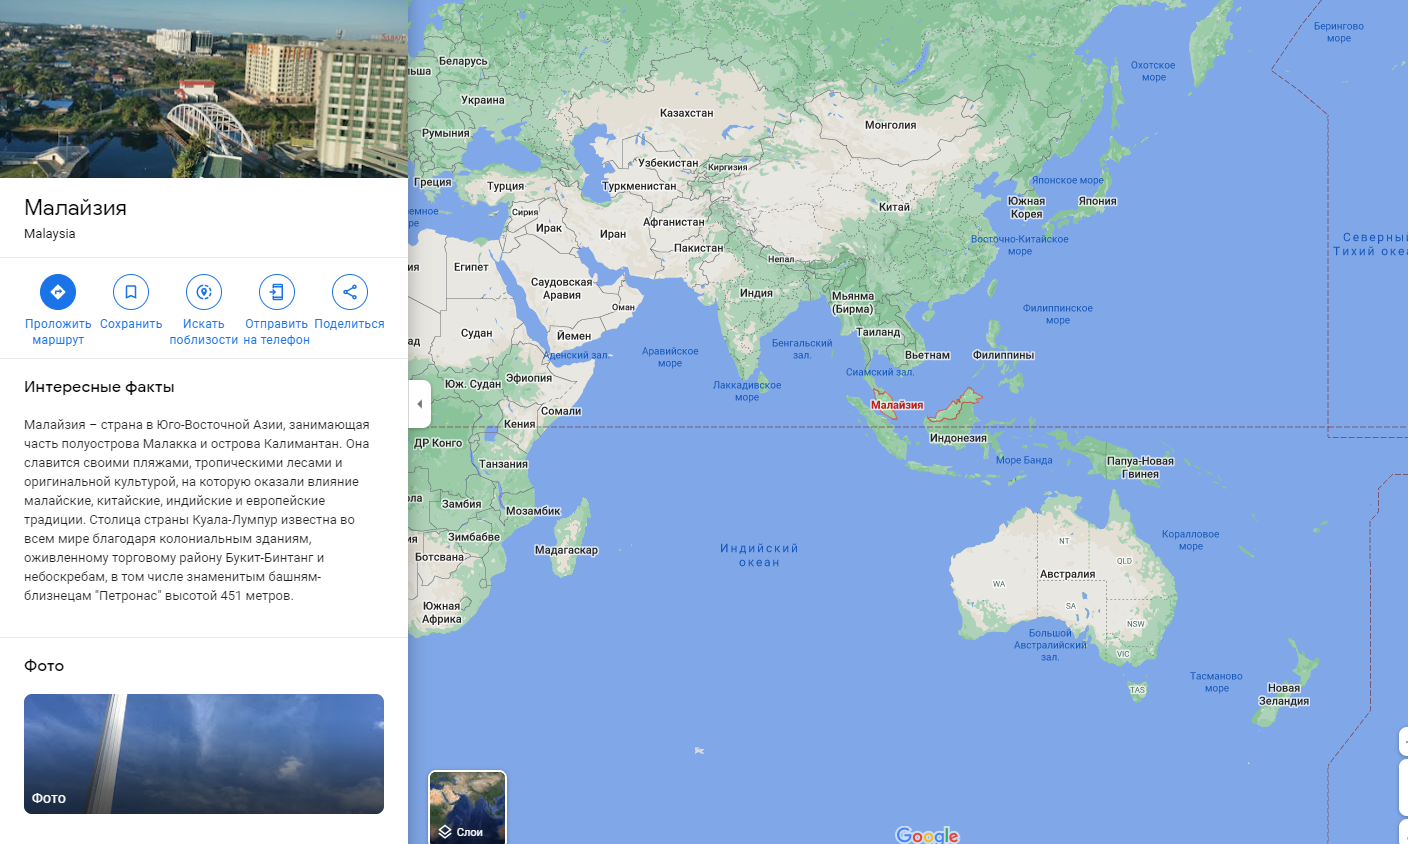 Малайзия
Malaysia
Проложить
маршрут
Сохранить
Искать
поблизости
Отправить
на телефон
Поделиться
Интересные факты
Малайзия – страна в Юго-Восточной Азии, занимающая
часть полуострова Малакка и острова Калимантан. Она
славится своими пляжами, тропическими лесами и
оригинальной культурой, на которую оказали влияние
малайские, китайские, индийские и европейские
традиции. Столица страны Куала-Лумпур известна во
всем мире благодаря колониальным зданиям,
оживленному торговому району Букит-Бинтанг и
небоскребам, в том числе знаменитым башням-
близнецам "Петронас" высотой 451 метров.
Фото
Фото
Берингово
море
Охотское
море
Беларусь
ьша
Украина
Казахстан
Монголия
Румыния
Узбекистан
Киргизия
Греция
Турция
Туркменистан
Японское море
емное
ре
Сирия
Ирак
Иран
Афганистан
Китай
Южная
Корея
Япония
Пакистан
Восточно-Китайское
море
Северный
Тихий оке
ия
Египет
Непал
Саудовская
Аравия
Оман
Индия
Мьянма
(Бирма)
Филиппинское
море
ад
Судан
Йемен
Таиланд
Аденский зал.
Аравийское
море
Бенгальский
зал.
Вьетнам
Филиппины
Сиамский зал.
Юж. Судан
Эфиопия
Лаккадивское
море
Сомали
Малайзия
Кения
ДР Конго
Индонезия
Танзания
Море Банда
Папуа-Новая
Гвинея
ола
Замбия
Мозамбик
Зимбабве
ия
Ботсвана
Мадагаскар
Индийский
океан
Коралловое
море
NT
QLD
Австралия
WA
SA
NSW
Южная
Африка
Большой
Австралийский
зал.
VIC
TAS
Тасманово
море
Новая
Зеландия
Слои
Google